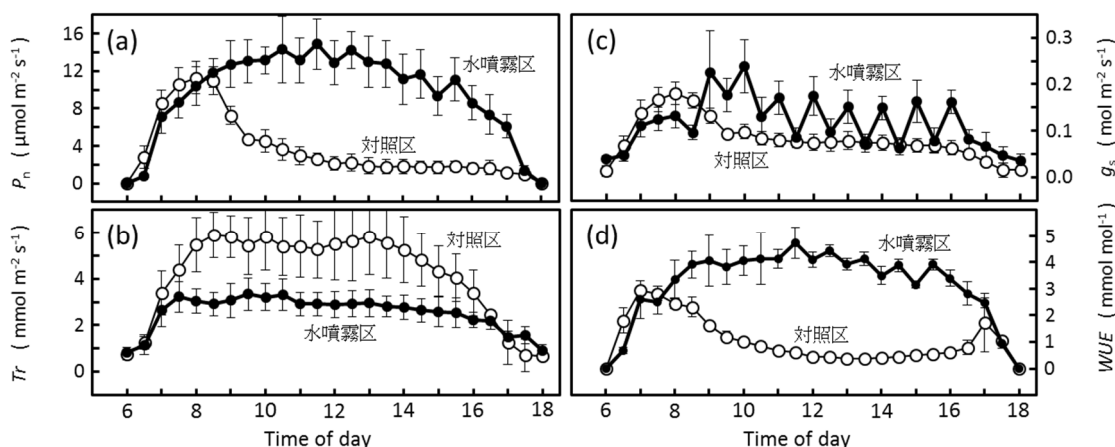 (a)
水噴霧区
対照区
16
12
8
4
0
Pn ( µmol m⁻² s⁻¹ )
(c)
水噴霧区
対照区
0.3
0.2
0.1
0.0
gs ( mol m⁻² s⁻¹ )
(b)
対照区
水噴霧区
6
4
2
0
Tr ( mmol m⁻² s⁻¹ )
6 8 10 12 14 16 18
Time of day
(d)
水噴霧区
対照区
5
4
3
2
1
0
WUE ( mmol mol⁻¹ )
6 8 10 12 14 16 18
Time of day